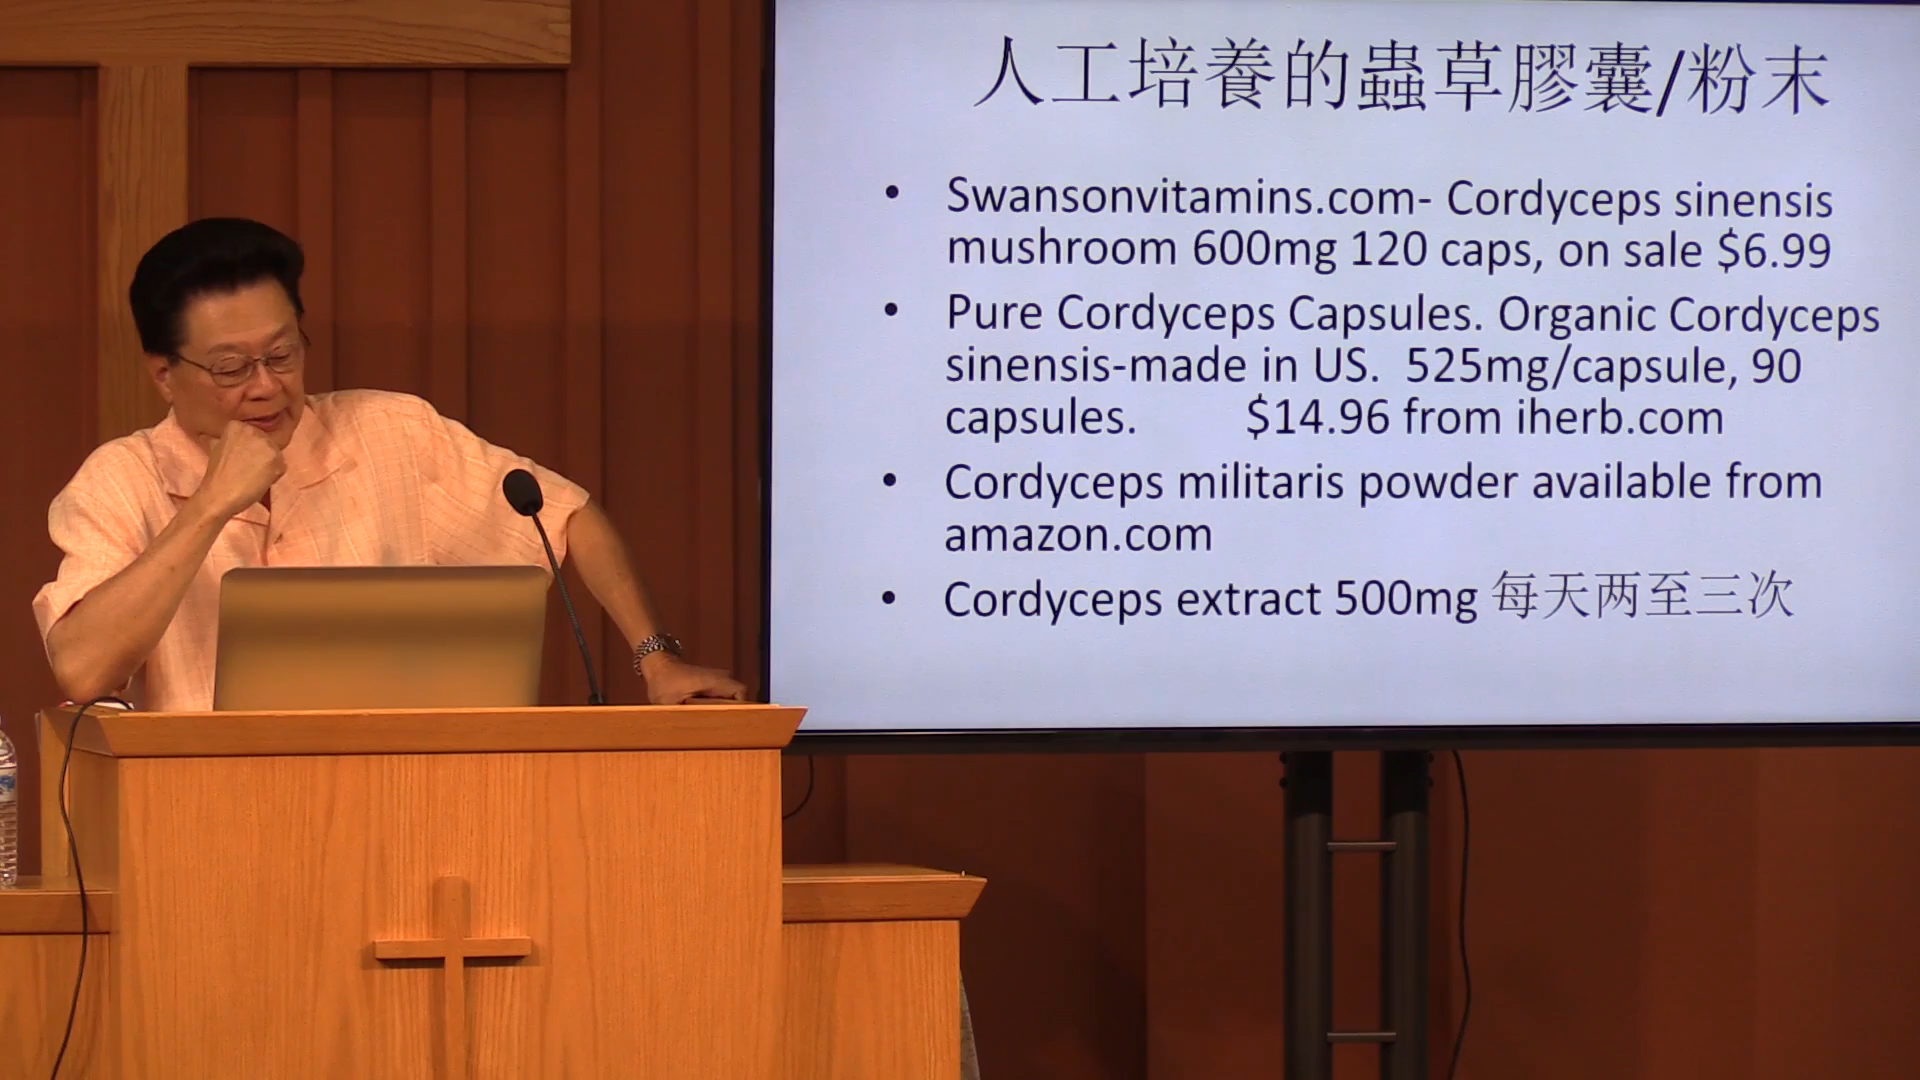 人工培養的蟲草膠囊/粉末
• Swansonvitamins.com- Cordyceps sinensis
mushroom 600mg 120 caps, on sale $6.99
• Pure Cordyceps Capsules. Organic Cordyceps
sinensis-made in US. 525mg/capsule, 90
capsules. $14.96 from iherb.com
• Cordyceps militaris powder available from
amazon.com
• Cordyceps extract 500mg 每天两至三次